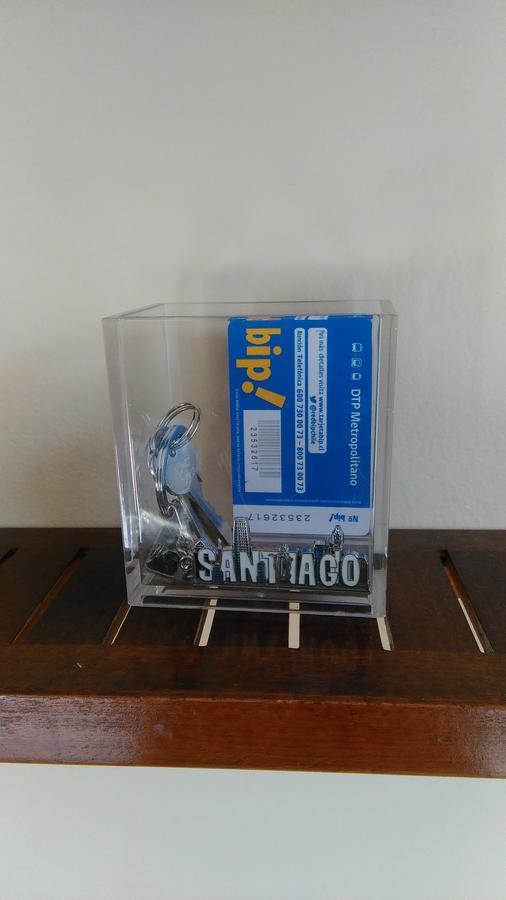 bip!
23532617
Para más detalles visita www.tarjetabip.cl
@redbipchile
Atención Telefónica 600 730 00 73 – 800 73 00 73
DTP Metropolitano
Nº bip! 23532617
SANTIAGO